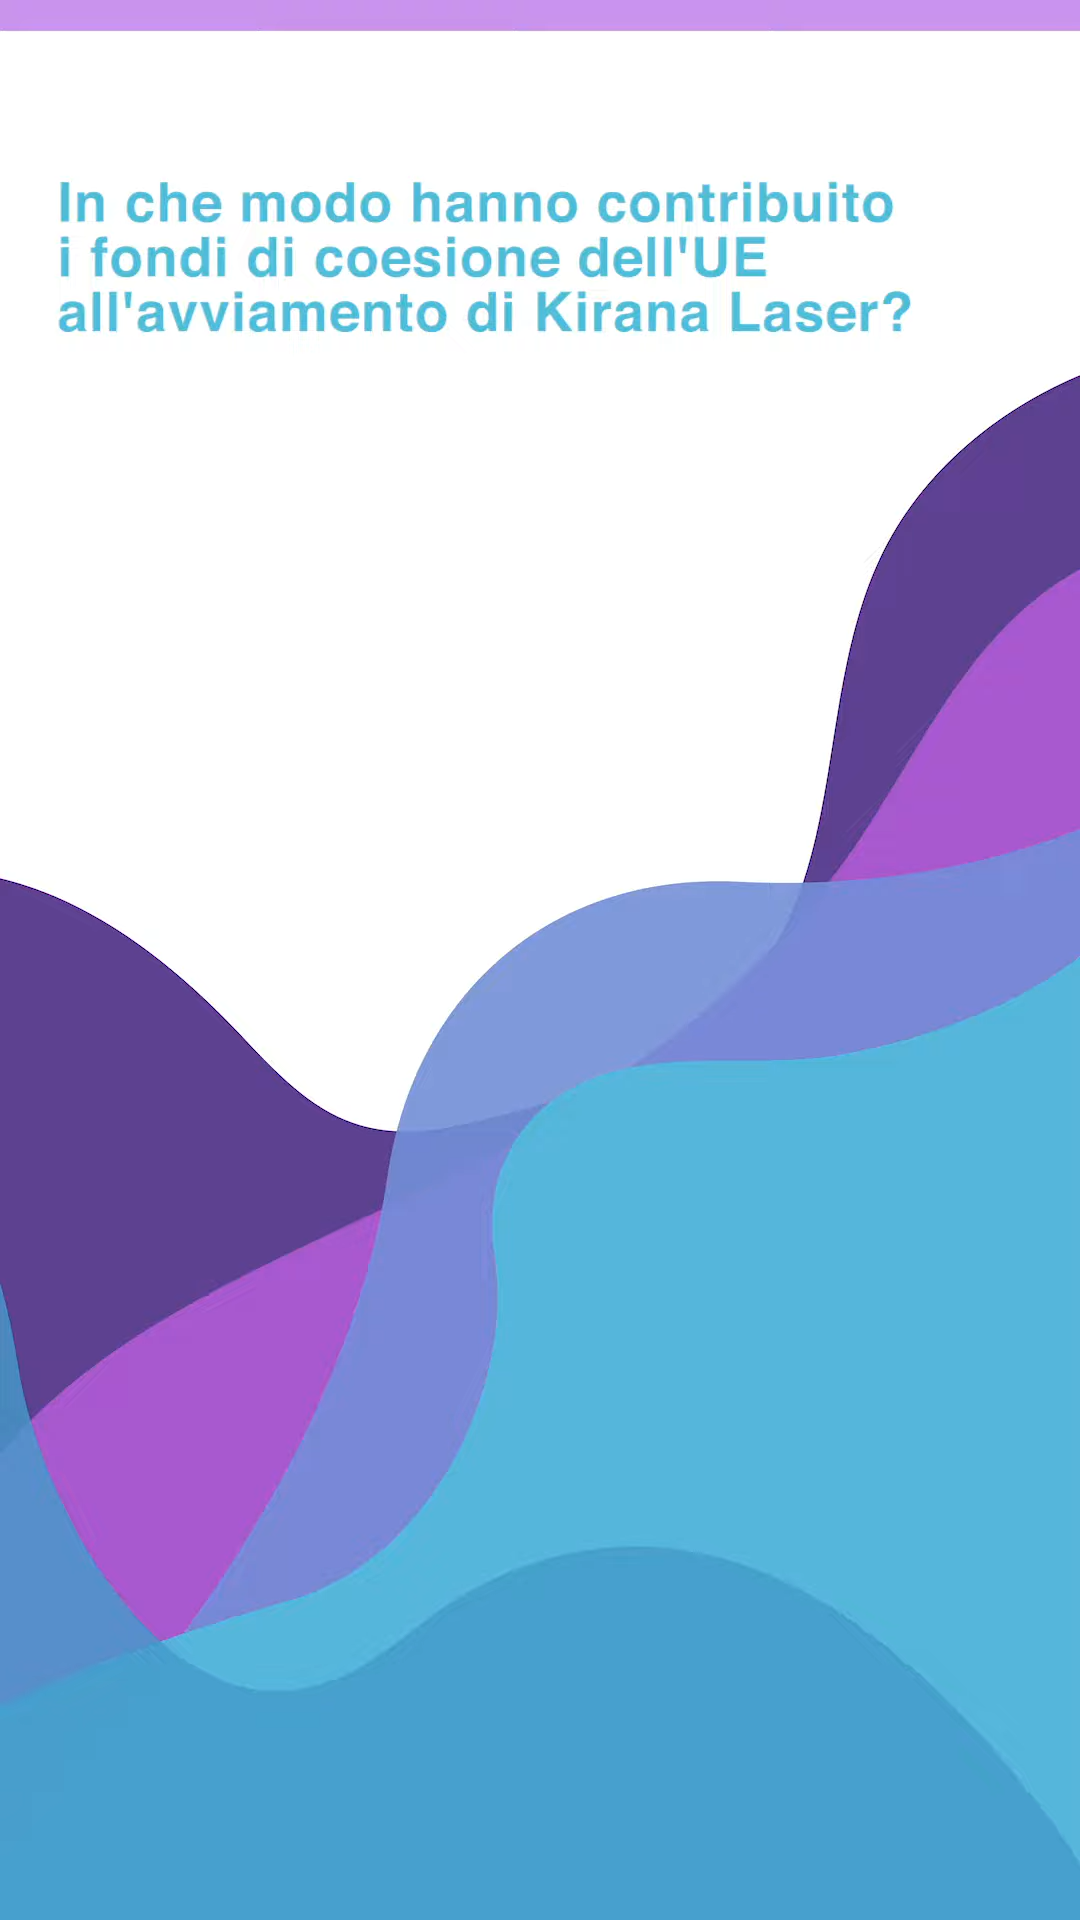 In che modo hanno contribuito
i fondi di coesione dell'UE
all'avviamento di Kirana Laser?